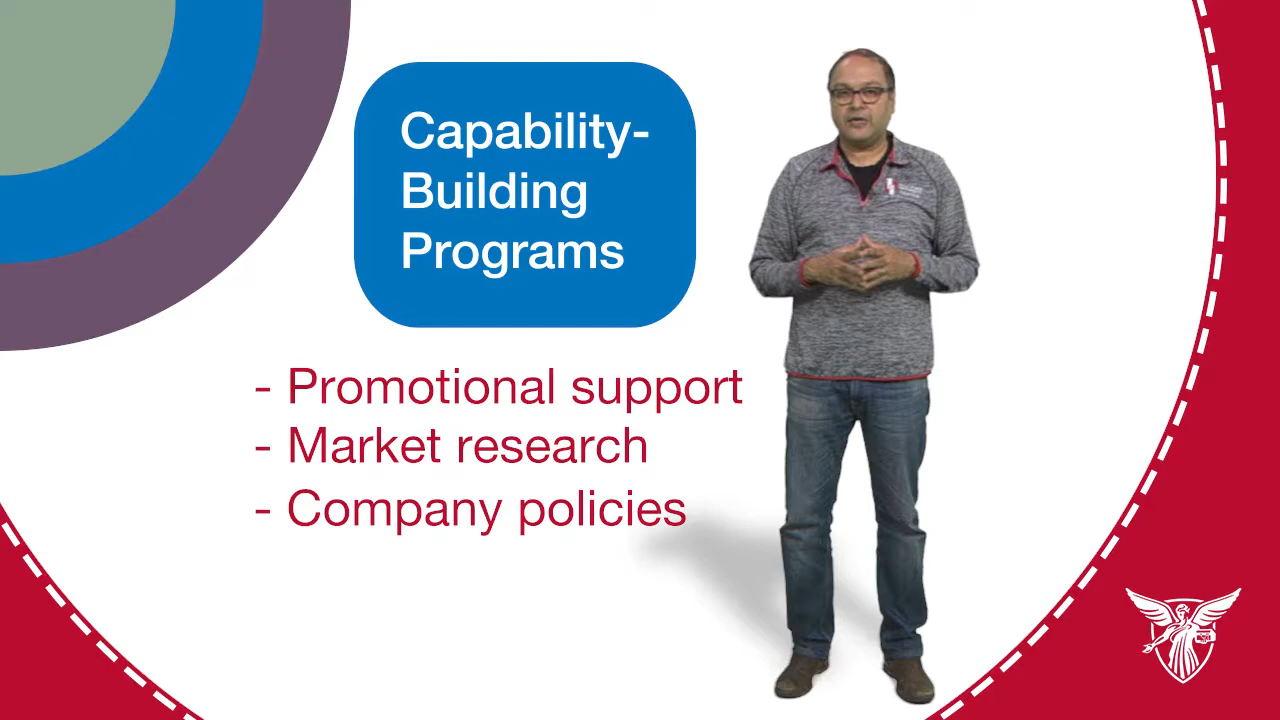 Capability-
Building
Programs
- Promotional support
- Market research
- Company policies